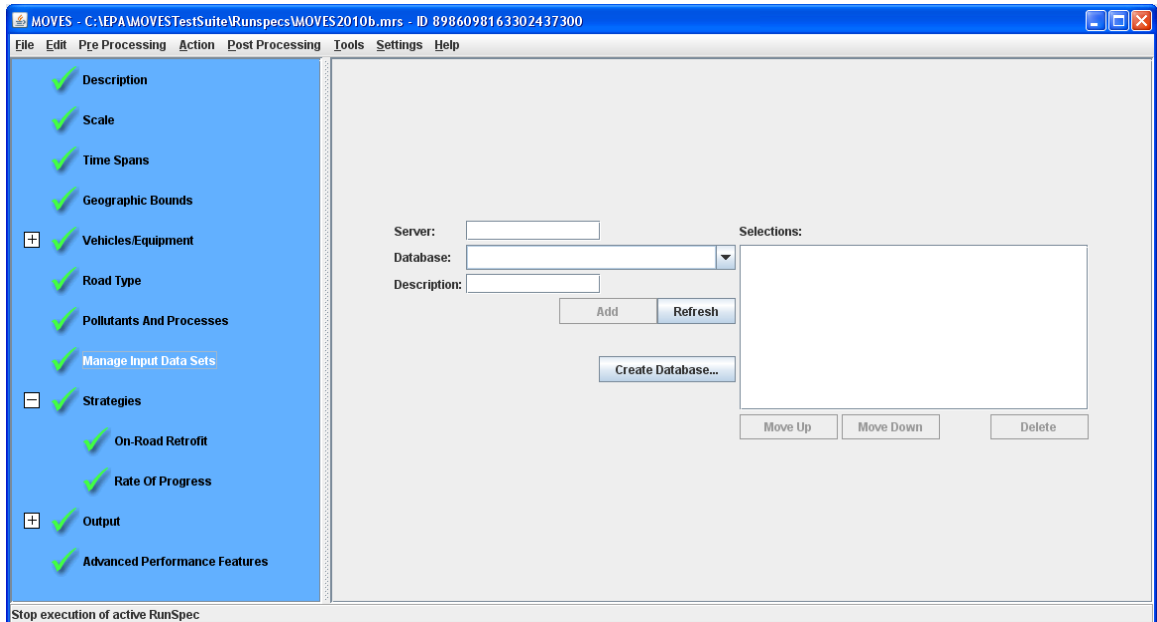 MOVES - C:\EPA\MOVESTestSuite\Runspecs\MOVES2010b.mrs - ID 8986098163302437300
File Edit Pre Processing Action Post Processing Tools Settings Help
Description
Scale
Time Spans
Geographic Bounds
Vehicles/Equipment
Road Type
Pollutants And Processes
Manage Input Data Sets
Strategies
On-Road Retrofit
Rate Of Progress
Output
Advanced Performance Features
Server:
Database:
Description:
Add Refresh
Create Database...
Selections:
Move Up Move Down Delete
Stop execution of active RunSpec